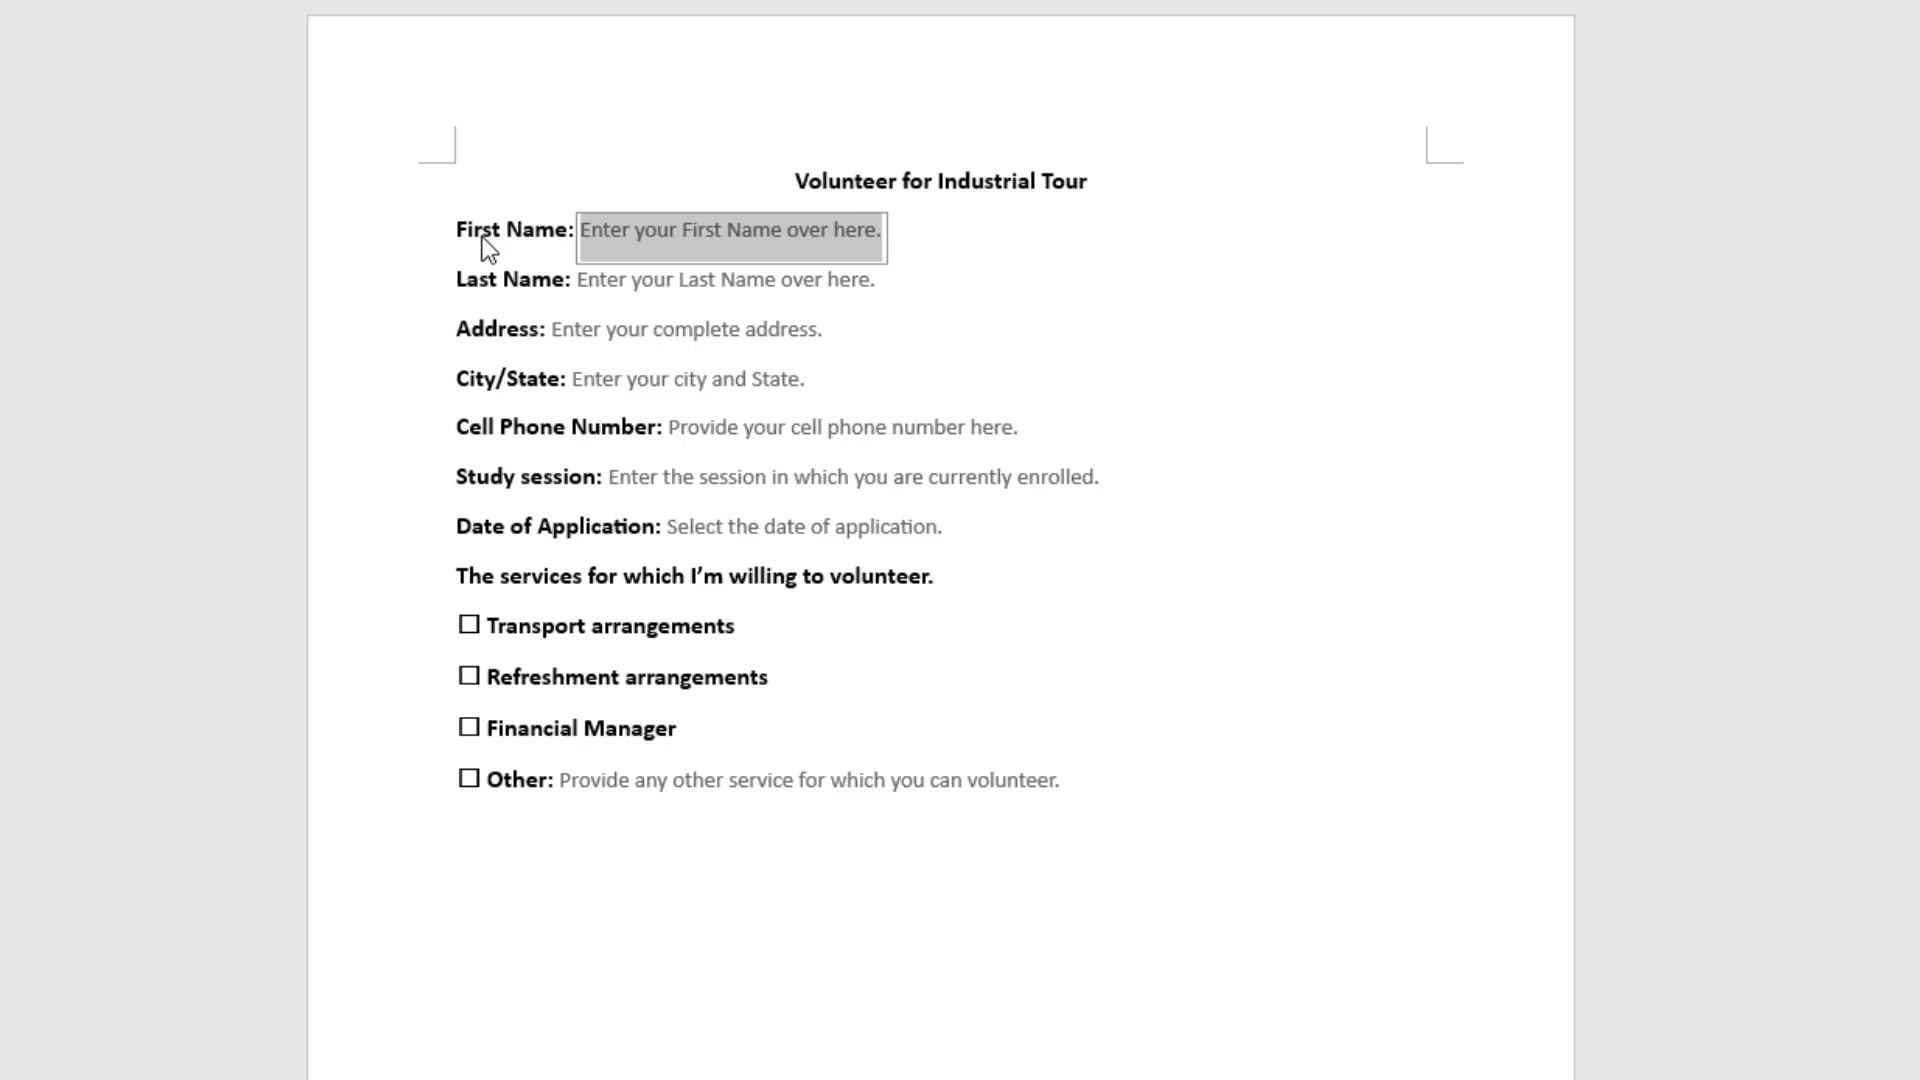 Volunteer for Industrial Tour
First Name: Enter your First Name over here.
Last Name: Enter your Last Name over here.
Address: Enter your complete address.
City/State: Enter your city and State.
Cell Phone Number: Provide your cell phone number here.
Study session: Enter the session in which you are currently enrolled.
Date of Application: Select the date of application.
The services for which I’m willing to volunteer.
☐ Transport arrangements
☐ Refreshment arrangements
☐ Financial Manager
☐ Other: Provide any other service for which you can volunteer.